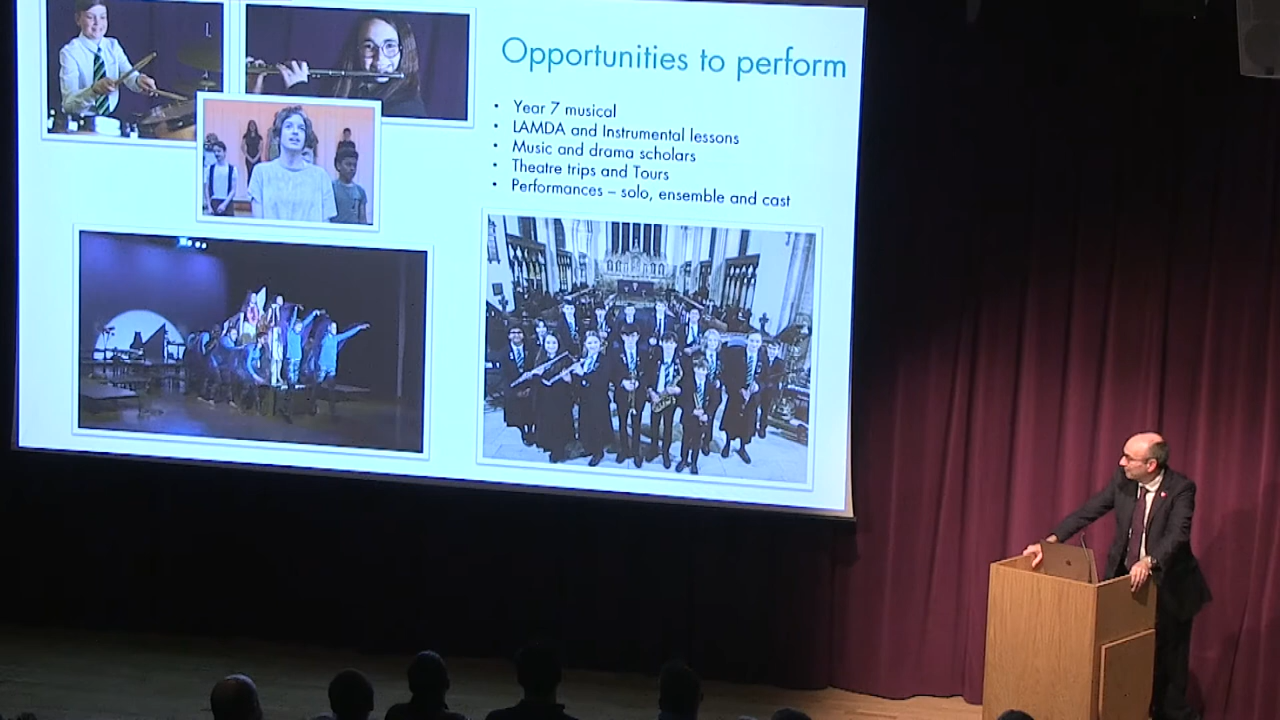 Opportunities to perform
• Year 7 musical
• LAMDA and Instrumental lessons
• Music and drama scholars
• Theatre trips and Tours
• Performances – solo, ensemble and cast